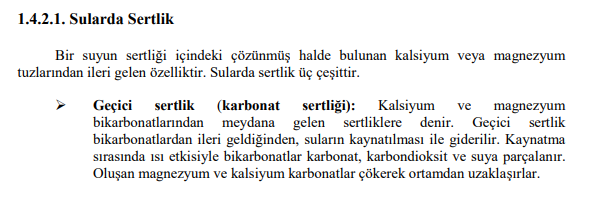 1.4.2.1. Sularda Sertlik
Bir suyun sertliği içindeki çözünmüş halde bulunan kalsiyum veya magnezyum
tuzlarından ileri gelen özelliktir. Sularda sertlik üç çeşittir.
➢ Geçici sertlik (karbonat sertliği): Kalsiyum ve magnezyum
bikarbonatlarından meydana gelen sertliklere denir. Geçici sertlik
bikarbonatlardan ileri geldiğinden, suların kaynatılması ile giderilir. Kaynatma
sırasında ısı etkisiyle bikarbonatlar karbonat, karbondioksit ve suya parçalanır.
Oluşan magnezyum ve kalsiyum karbonatlar çökerek ortamdan uzaklaşırlar.